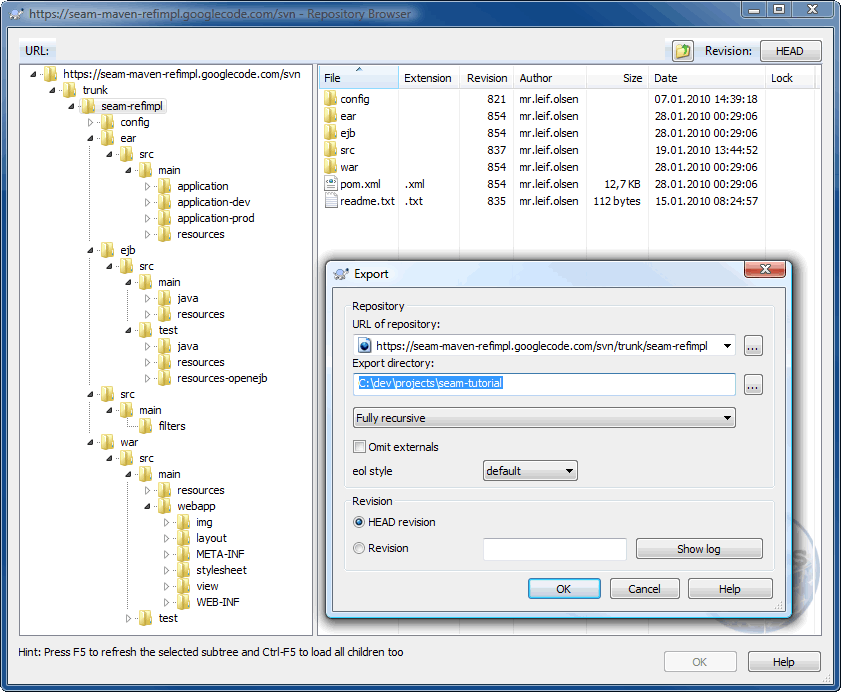 https://seam-maven-refimpl.googlecode.com/svn - Repository Browser
URL:
Revision: HEAD
https://seam-maven-refimpl.googlecode.com/svn
trunk
seam-refimpl
config
ear
src
main
application
application-dev
application-prod
resources
ejb
src
main
java
resources
test
java
resources
resources-openejb
src
main
filters
war
src
main
resources
webapp
img
layout
META-INF
stylesheet
view
WEB-INF
test
File Extension Revision Author Size Date Lock
config 821 mr.leif.olsen 07.01.2010 14:39:18
ear 854 mr.leif.olsen 28.01.2010 00:29:06
ejb 854 mr.leif.olsen 28.01.2010 00:29:06
src 837 mr.leif.olsen 19.01.2010 13:44:52
war 854 mr.leif.olsen 28.01.2010 00:29:06
pom.xml .xml 854 mr.leif.olsen 12,7 KB 28.01.2010 00:29:06
readme.txt .txt 835 mr.leif.olsen 112 bytes 15.01.2010 08:24:57
Export
Repository
URL of repository:
https://seam-maven-refimpl.googlecode.com/svn/trunk/seam-refimpl
...
Export directory:
C:\dev\projects\seam-tutorial
...
Fully recursive
Omit externals
eol style default
Revision
HEAD revision
Revision Show log
OK Cancel Help
Hint: Press F5 to refresh the selected subtree and Ctrl-F5 to load all children too
OK Help